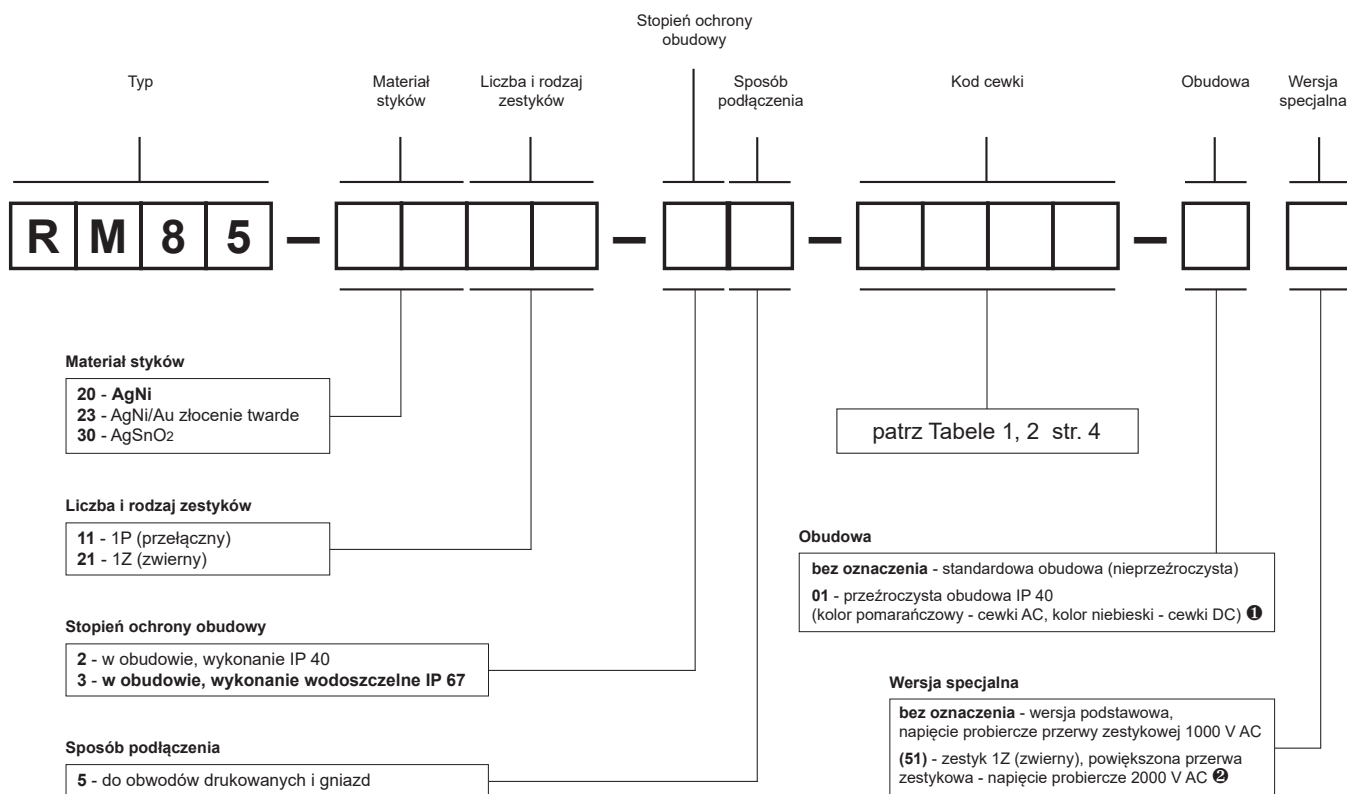 Stopień ochrony
obudowy
Typ
Materiał
styków
Liczba i rodzaj
zestyków
Sposób
podłączenia
Kod cewki
Obudowa
Wersja
specjalna
R M 8 5 – – – –
Materiał styków
20 - AgNi
23 - AgNi/Au złocenie twarde
30 - AgSnO2
patrz Tabele 1, 2 str. 4
Liczba i rodzaj zestyków
11 - 1P (przełączny)
21 - 1Z (zwierny)
Obudowa
bez oznaczenia - standardowa obudowa (nieprzeźroczysta)
01 - przeźroczysta obudowa IP 40
(kolor pomarańczowy - cewki AC, kolor niebieski - cewki DC) ❶
Stopień ochrony obudowy
2 - w obudowie, wykonanie IP 40
3 - w obudowie, wykonanie wodoszczelne IP 67
Wersja specjalna
bez oznaczenia - wersja podstawowa,
napięcie probiercze przerwy zestykowej 1000 V AC
(51) - zestyk 1Z (zwierny), powiększona przerwa
zestykowa - napięcie probiercze 2000 V AC ❷
Sposób podłączenia
5 - do obwodów drukowanych i gniazd